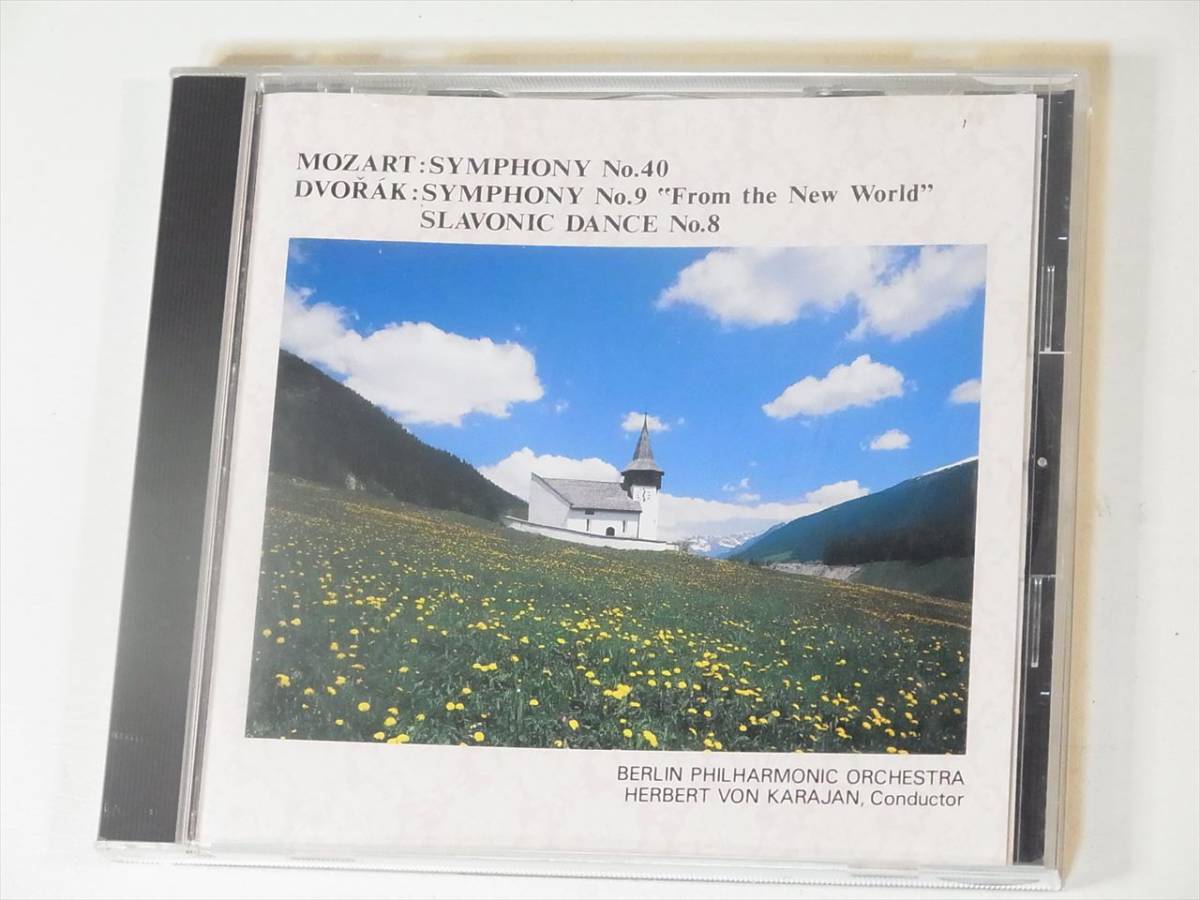 MOZART:SYMPHONY No.40
DVOŘÁK:SYMPHONY No.9 “From the New World”
SLAVONIC DANCE No.8
BERLIN PHILHARMONIC ORCHESTRA
HERBERT VON KARAJAN, Conductor